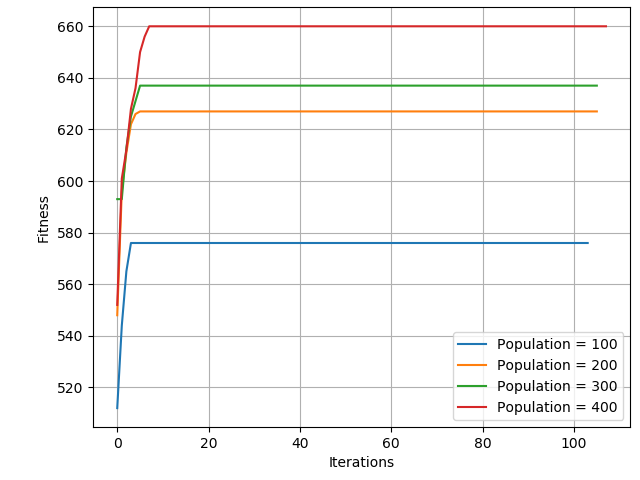 660
640
620
600
580
560
540
520
Fitness
0 20 40 60 80 100
Iterations
Population = 100
Population = 200
Population = 300
Population = 400